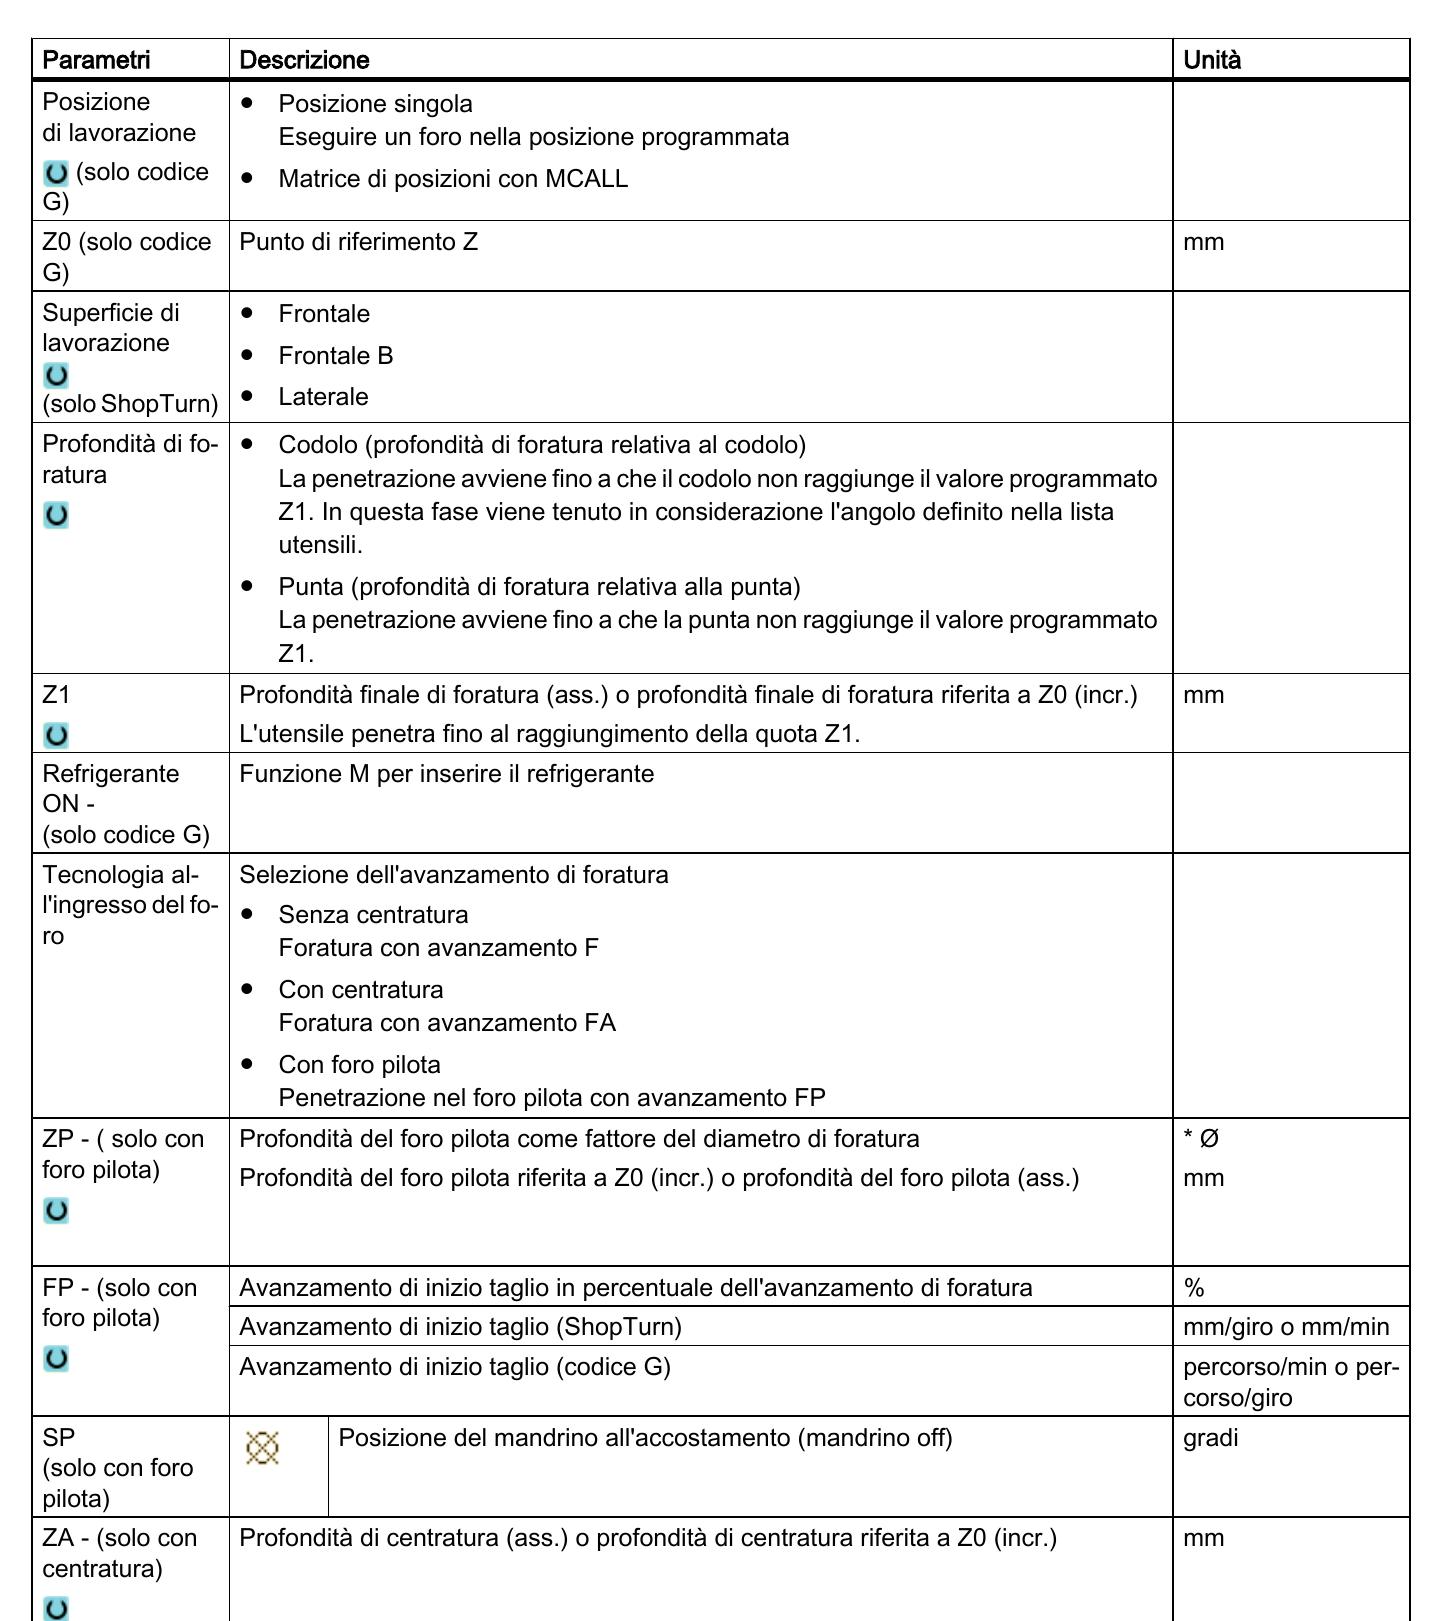 Parametri
Descrizione
Unità
Posizione
di lavorazione
(solo codice
G)
• Posizione singola
Eseguire un foro nella posizione programmata
• Matrice di posizioni con MCALL
Z0 (solo codice
G)
Punto di riferimento Z
mm
Superficie di
lavorazione
(solo ShopTurn)
• Frontale
• Frontale B
• Laterale
Profondità di fo-
ratura
• Codolo (profondità di foratura relativa al codolo)
La penetrazione avviene fino a che il codolo non raggiunge il valore programmato
Z1. In questa fase viene tenuto in considerazione l'angolo definito nella lista
utensili.
• Punta (profondità di foratura relativa alla punta)
La penetrazione avviene fino a che la punta non raggiunge il valore programmato
Z1.
Z1
Profondità finale di foratura (ass.) o profondità finale di foratura riferita a Z0 (incr.)
L'utensile penetra fino al raggiungimento della quota Z1.
mm
Refrigerante
ON -
(solo codice G)
Funzione M per inserire il refrigerante
Tecnologia al-
l'ingresso del fo-
ro
Selezione dell'avanzamento di foratura
• Senza centratura
Foratura con avanzamento F
• Con centratura
Foratura con avanzamento FA
• Con foro pilota
Penetrazione nel foro pilota con avanzamento FP
ZP - ( solo con
foro pilota)
Profondità del foro pilota come fattore del diametro di foratura
* Ø
Profondità del foro pilota riferita a Z0 (incr.) o profondità del foro pilota (ass.)
mm
FP - (solo con
foro pilota)
Avanzamento di inizio taglio in percentuale dell'avanzamento di foratura
%
Avanzamento di inizio taglio (ShopTurn)
mm/giro o mm/min
Avanzamento di inizio taglio (codice G)
percorso/min o per-
corso/giro
SP
(solo con foro
pilota)
Posizione del mandrino all'accostamento (mandrino off)
gradi
ZA - (solo con
centratura)
Profondità di centratura (ass.) o profondità di centratura riferita a Z0 (incr.)
mm